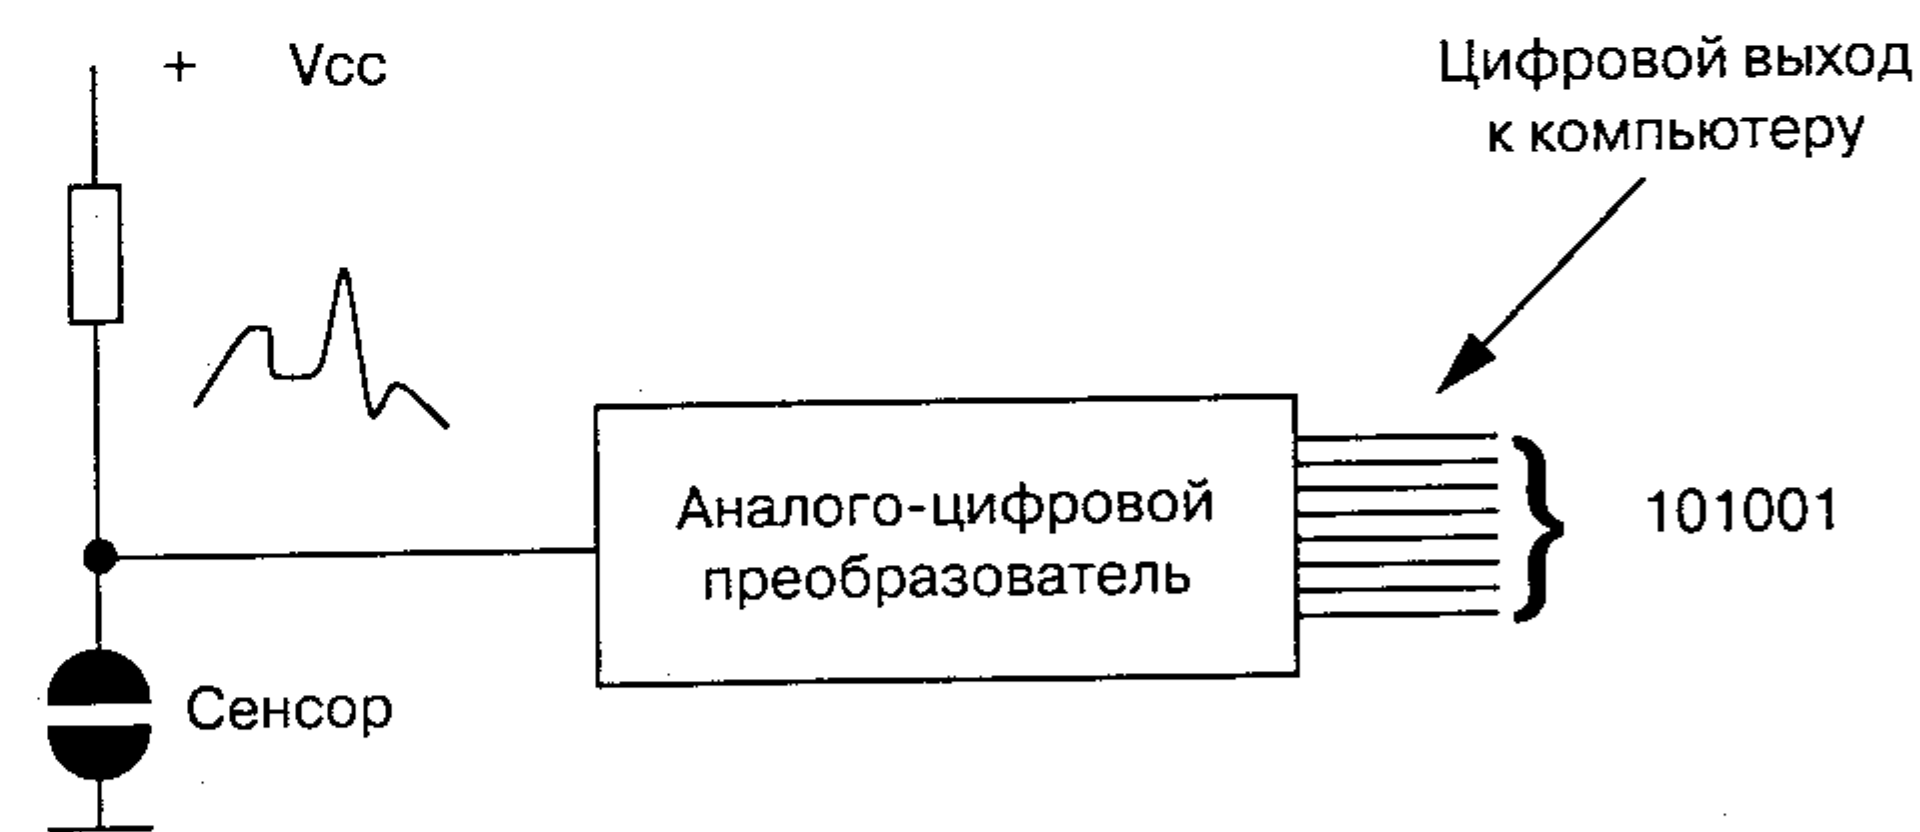 + Vcc
Цифровой выход
к компьютеру
Аналого-цифровой
преобразователь
101001
Сенсор